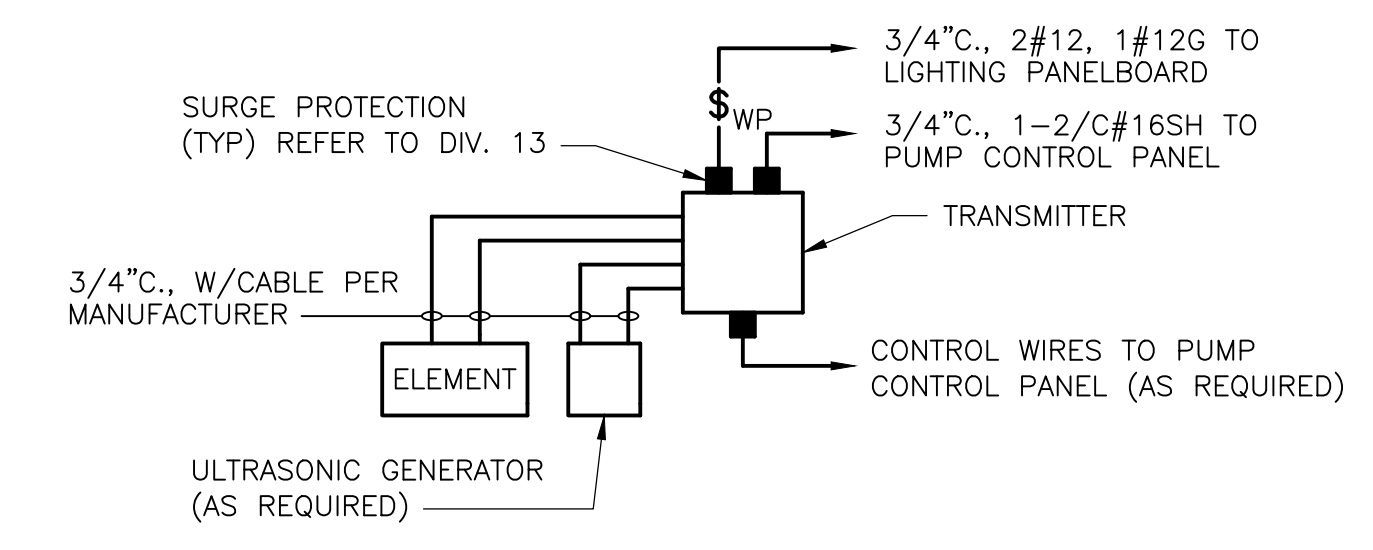 3/4"C., 2#12, 1#12G TO
LIGHTING PANELBOARD
$WP
SURGE PROTECTION
(TYP) REFER TO DIV. 13
3/4"C., 1-2/C#16SH TO
PUMP CONTROL PANEL
TRANSMITTER
3/4"C., W/CABLE PER
MANUFACTURER
CONTROL WIRES TO PUMP
CONTROL PANEL (AS REQUIRED)
ELEMENT
ULTRASONIC GENERATOR
(AS REQUIRED)